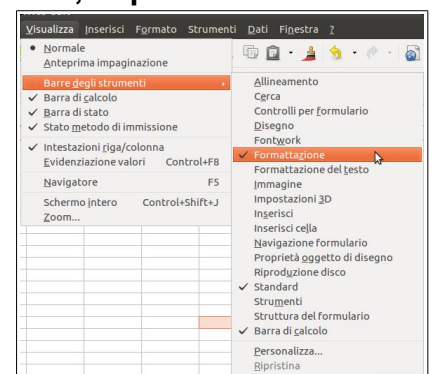 Visualizza Inserisci Formato Strumenti Dati Finestra ?
Normale
Anteprima impaginazione
Barre degli strumenti
Barra di calcolo
Barra di stato
Stato metodo di immissione
Intestazioni riga/colonna
Evidenziazione valori Control+F8
Navigatore F5
Schermo intero Control+Shift+J
Zoom...
Allineamento
Cerca
Controlli per formulario
Disegno
Fontwork
Formattazione
Formattazione del testo
Immagine
Impostazioni 3D
Inserisci
Inserisci cella
Navigazione formulario
Proprietà oggetto di disegno
Riproduzione disco
Standard
Strumenti
Struttura del formulario
Barra di calcolo
Personalizza...
Ripristina